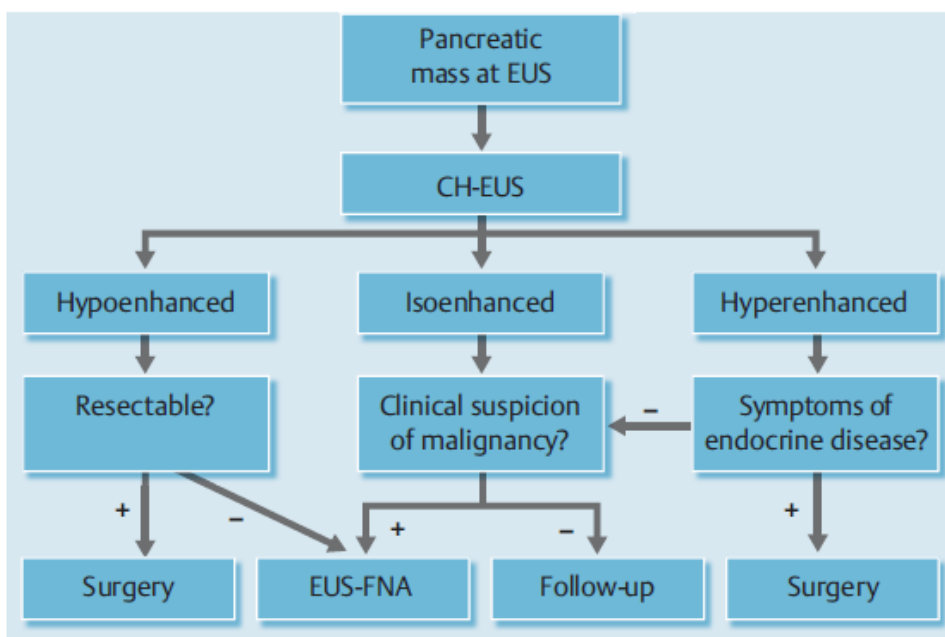 Pancreatic
mass at EUS
CH-EUS
Hypoenhanced
Isoenhanced
Hyperenhanced
Resectable?
Clinical suspicion
of malignancy?
–
Symptoms of
endocrine disease?
+
–
+
–
+
Surgery
EUS-FNA
Follow-up
Surgery